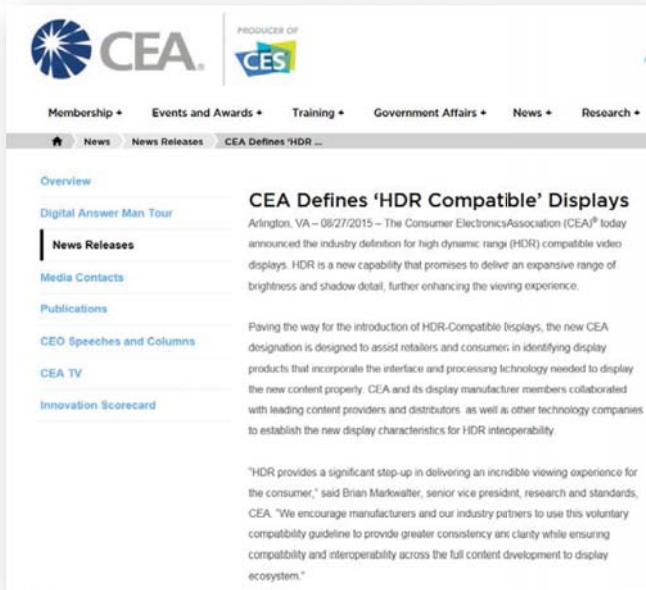 CEA®
PRODUCER OF
CES
Membership + Events and Awards + Training + Government Affairs + News + Research +
News News Releases CEA Defines 'HDR ...
Overview
Digital Answer Man Tour
News Releases
Media Contacts
Publications
CEO Speeches and Columns
CEA TV
Innovation Scorecard
CEA Defines ‘HDR Compatible’ Displays
Arlington, VA – 08/27/2015 – The Consumer ElectronicsAssociation (CEA)® today
announced the industry definition for high dynamic range (HDR) compatible video
displays. HDR is a new capability that promises to deliver an expansive range of
brightness and shadow detail, further enhancing the viewing experience.
Paving the way for the introduction of HDR-Compatible Displays, the new CEA
designation is designed to assist retailers and consumers in identifying display
products that incorporate the interface and processing technology needed to display
the new content properly. CEA and its display manufacturer members collaborated
with leading content providers and distributors as well as other technology companies
to establish the new display characteristics for HDR interoperability.
"HDR provides a significant step-up in delivering an incredible viewing experience for
the consumer," said Brian Markwalter, senior vice president, research and standards,
CEA. "We encourage manufacturers and our industry partners to use this voluntary
compatibility guideline to provide greater consistency and clarity while ensuring
compatibility and interoperability across the full content development to display
ecosystem."